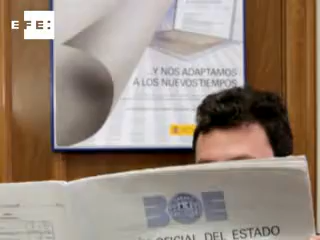 EFE:
...Y NOS ADAPTAMOS
A LOS NUEVOS TIEMPOS
BOE
OFICIAL DEL ESTADO